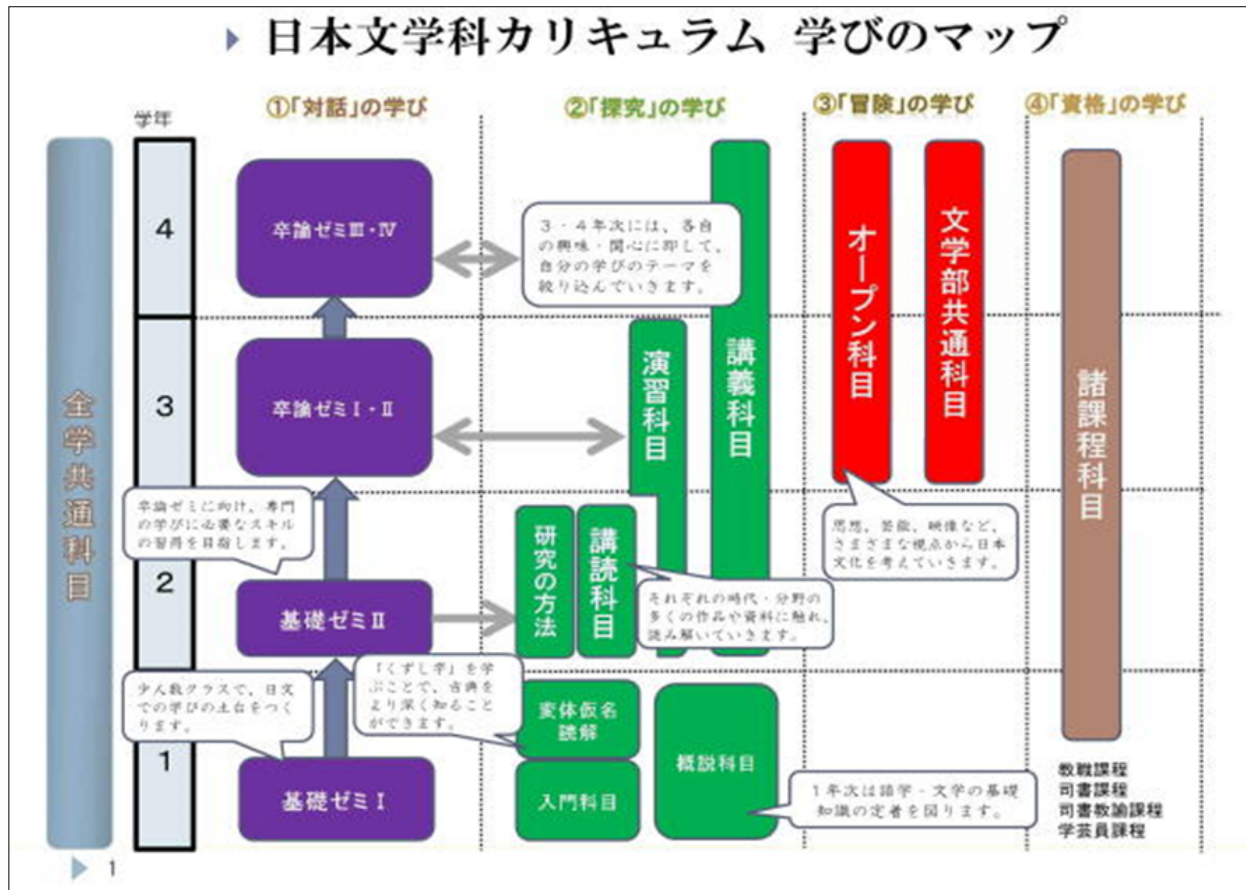 日本文学科カリキュラム 学びのマップ
学年
①「対話」の学び
②「探究」の学び
③「冒険」の学び
④「資格」の学び
全学共通科目
4
3
2
1
卒論ゼミⅢ・Ⅳ
卒論ゼミⅠ・Ⅱ
卒論ゼミに向け、専門
の学びに必要なスキル
の習得を目指します。
基礎ゼミⅡ
少人数クラスで、日文
での学びの土台をつく
ります。
基礎ゼミⅠ
3・4年次には、各自
の興味・関心に即して、
自分の学びのテーマを
絞り込んでいきます。
演習科目
講義科目
研究の方法
講読科目
それぞれの時代・分野の
多くの作品や資料に触れ、
読み解いていきます。
「くずし字」を学
ぶことで、古典を
より深く知ること
ができます。
変体仮名
読解
入門科目
概説科目
1年次は語学・文学の基礎
知識の定着を図ります。
オープン科目
文学部共通科目
思想、芸能、映像など、
さまざまな視点から日本
文化を考えていきます。
諸課程科目
教職課程
司書課程
司書教諭課程
学芸員課程
1